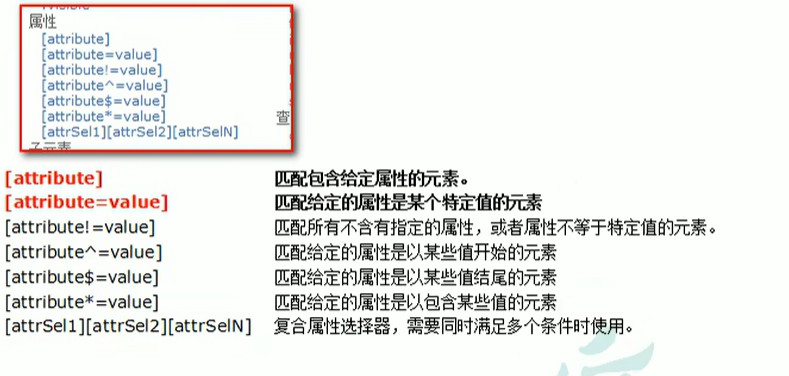 属性
[attribute]
[attribute=value]
[attribute!=value]
[attribute^=value]
[attribute$=value]
[attribute*=value]
查
[attrSel1][attrSel2][attrSelN]
子元素
[attribute] 匹配包含给定属性的元素。
[attribute=value] 匹配给定的属性是某个特定值的元素
[attribute!=value] 匹配所有不含有指定的属性，或者属性不等于特定值的元素。
[attribute^=value] 匹配给定的属性是以某些值开始的元素
[attribute$=value] 匹配给定的属性是以某些值结尾的元素
[attribute*=value] 匹配给定的属性是以包含某些值的元素
[attrSel1][attrSel2][attrSelN] 复合属性选择器，需要同时满足多个条件时使用。